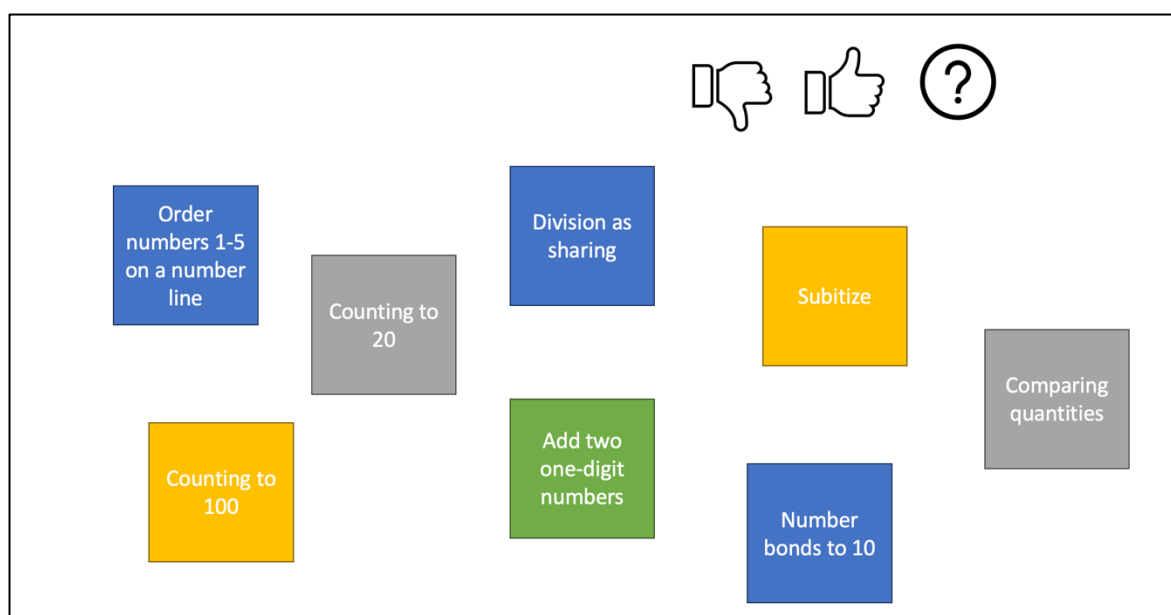 ?
Order
numbers 1-5
on a number
line
Division as
sharing
Subitize
Counting to
20
Comparing
quantities
Counting to
100
Add two
one-digit
numbers
Number
bonds to 10